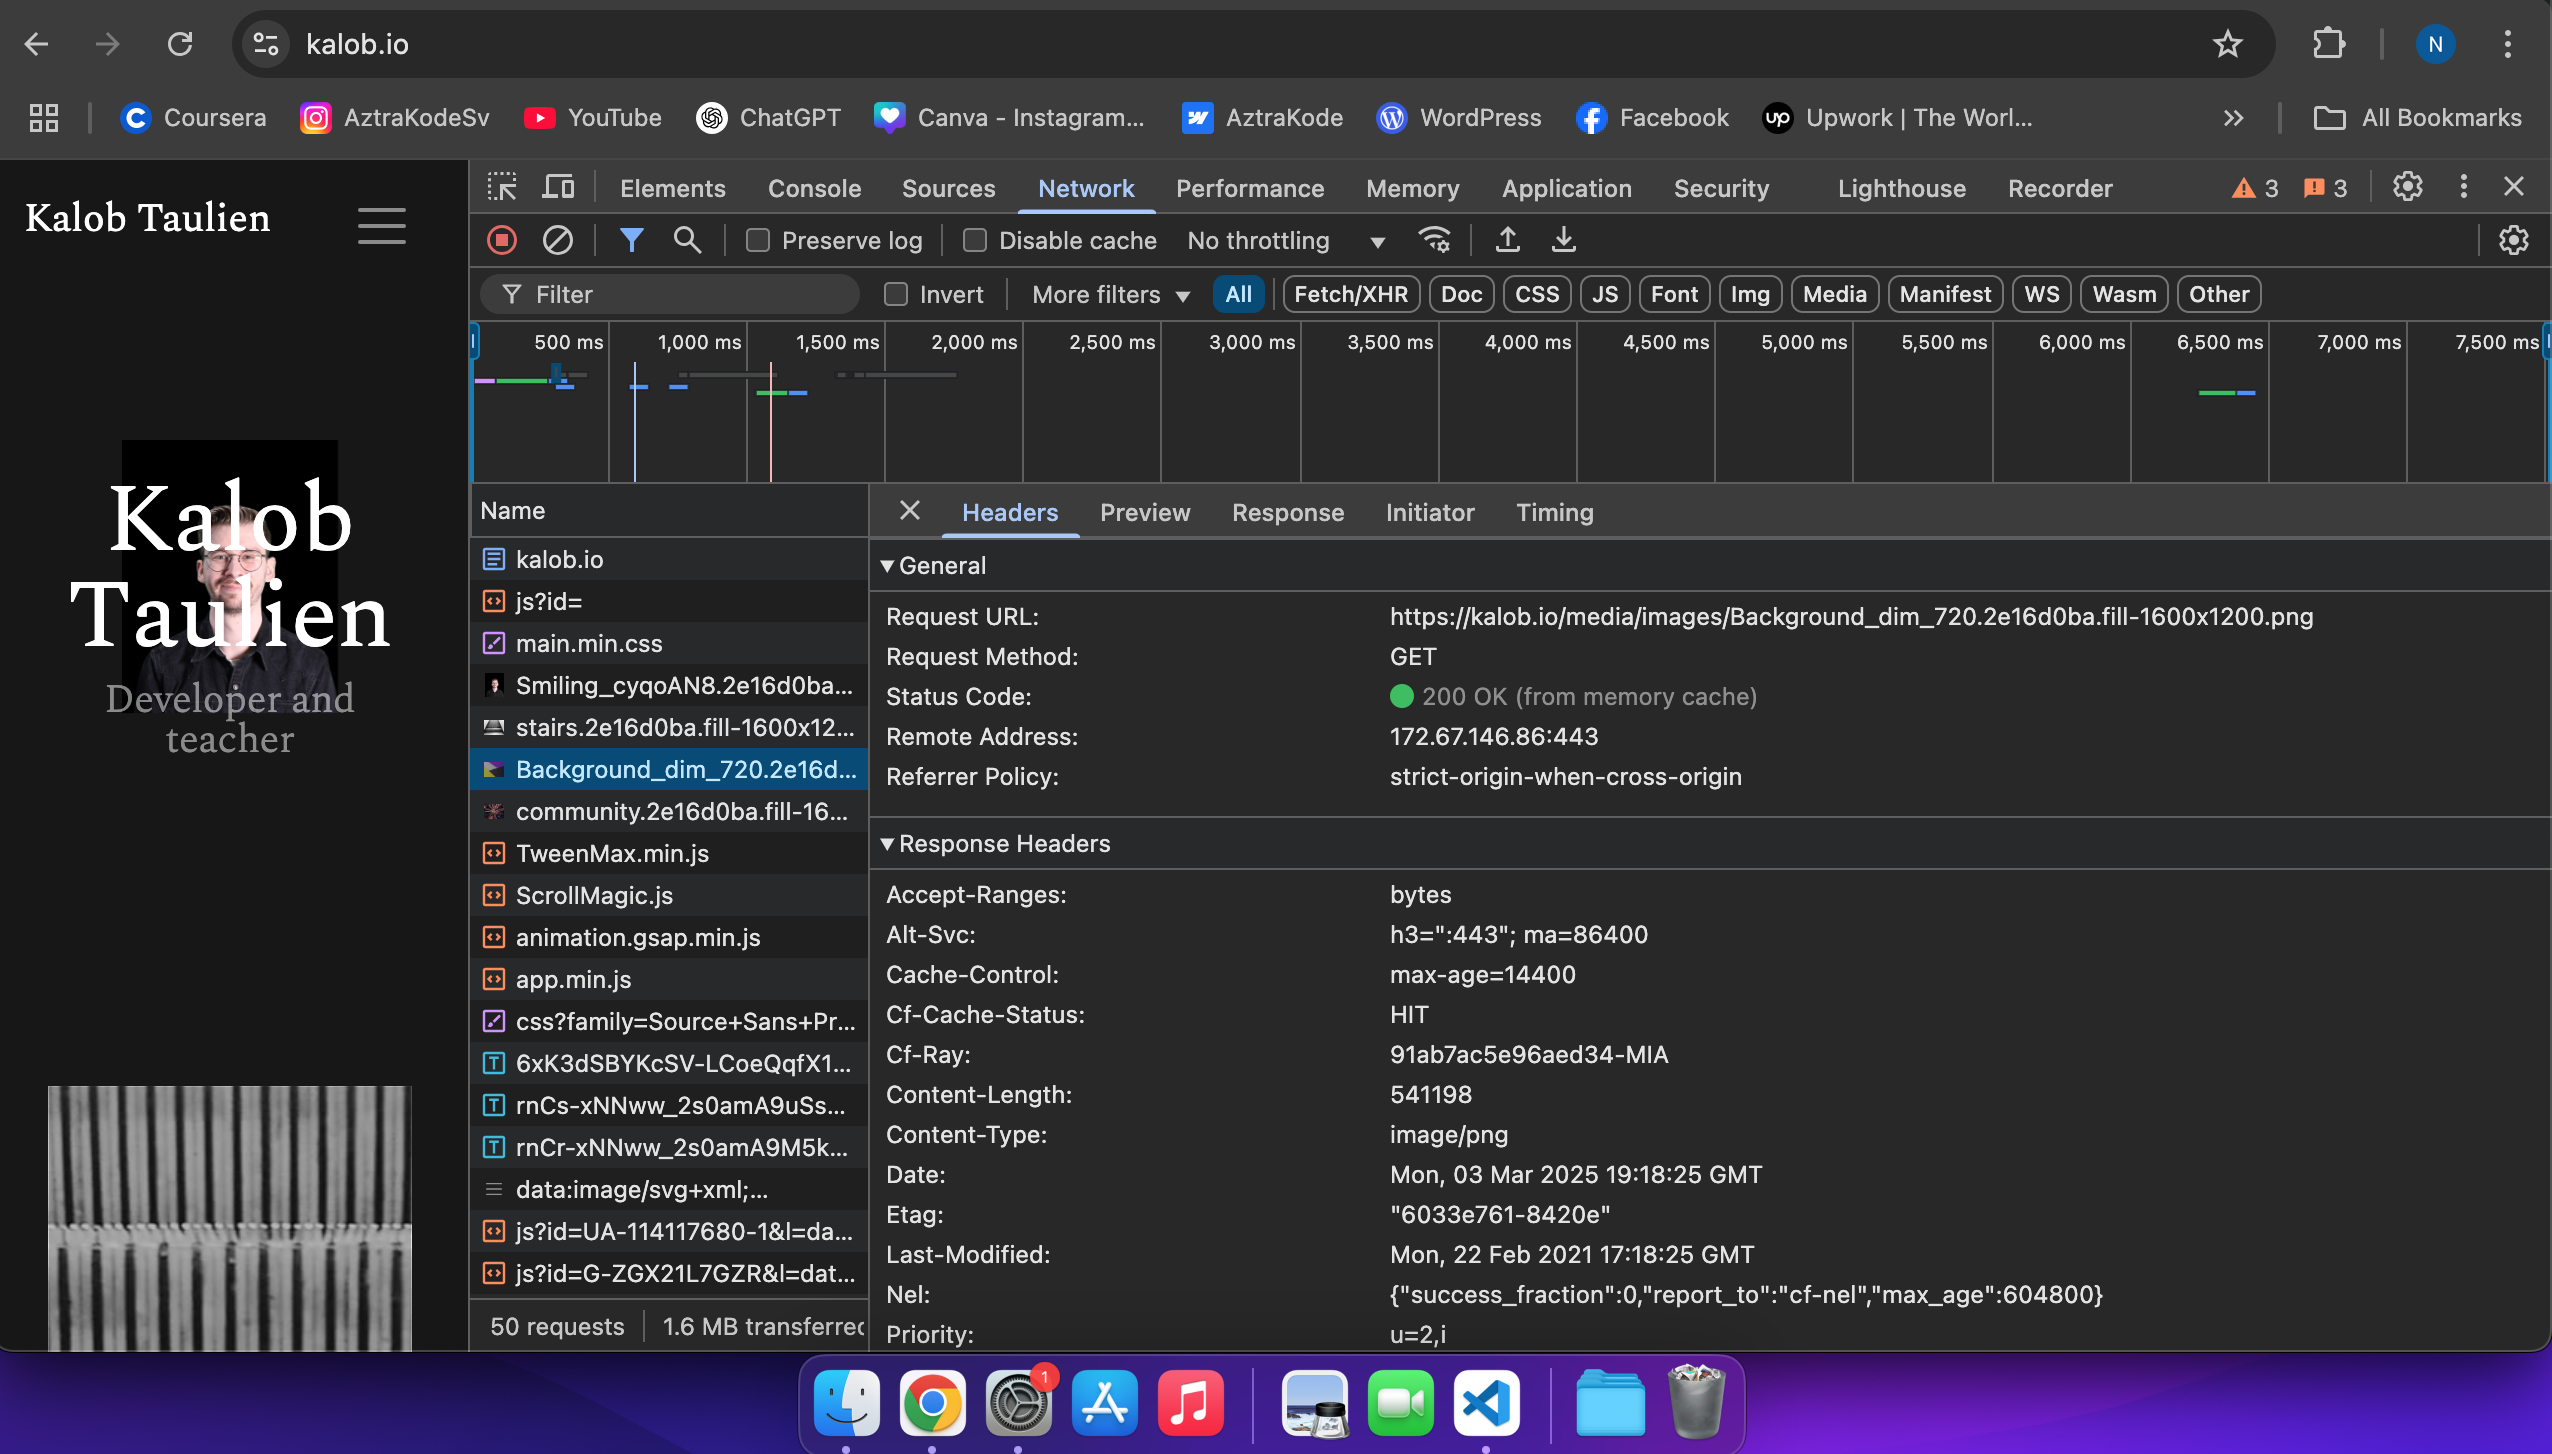 kalob.io
N
Coursera
AztraKodeSv
YouTube
ChatGPT
Canva - Instagram...
AztraKode
WordPress
Facebook
Upwork | The Worl...
All Bookmarks
Kalob Taulien
Kalob
Taulien
Developer and
teacher
Elements
Console
Sources
Network
Performance
Memory
Application
Security
Lighthouse
Recorder
3
3
Preserve log
Disable cache
No throttling
Filter
Invert
More filters
All
Fetch/XHR
Doc
CSS
JS
Font
Img
Media
Manifest
WS
Wasm
Other
500 ms
1,000 ms
1,500 ms
2,000 ms
2,500 ms
3,000 ms
3,500 ms
4,000 ms
4,500 ms
5,000 ms
5,500 ms
6,000 ms
6,500 ms
7,000 ms
7,500 ms
Name
kalob.io
js?id=
main.min.css
Smiling_cyqoAN8.2e16d0ba...
stairs.2e16d0ba.fill-1600x12...
Background_dim_720.2e16d...
community.2e16d0ba.fill-16...
TweenMax.min.js
ScrollMagic.js
animation.gsap.min.js
app.min.js
css?family=Source+Sans+Pr...
6xK3dSBYKcSV-LCoeQqfX1...
rnCs-xNNww_2s0amA9uSs...
rnCr-xNNww_2s0amA9M5k...
data:image/svg+xml;...
js?id=UA-114117680-1&l=da...
js?id=G-ZGX21L7GZR&l=dat...
50 requests
1.6 MB transferred
Headers
Preview
Response
Initiator
Timing
General
Request URL: https://kalob.io/media/images/Background_dim_720.2e16d0ba.fill-1600x1200.png
Request Method: GET
Status Code: 200 OK (from memory cache)
Remote Address: 172.67.146.86:443
Referrer Policy: strict-origin-when-cross-origin
Response Headers
Accept-Ranges: bytes
Alt-Svc: h3=":443"; ma=86400
Cache-Control: max-age=14400
Cf-Cache-Status: HIT
Cf-Ray: 91ab7ac5e96aed34-MIA
Content-Length: 541198
Content-Type: image/png
Date: Mon, 03 Mar 2025 19:18:25 GMT
Etag: "6033e761-8420e"
Last-Modified: Mon, 22 Feb 2021 17:18:25 GMT
Nel: {"success_fraction":0,"report_to":"cf-nel","max_age":604800}
Priority: u=2,i
1